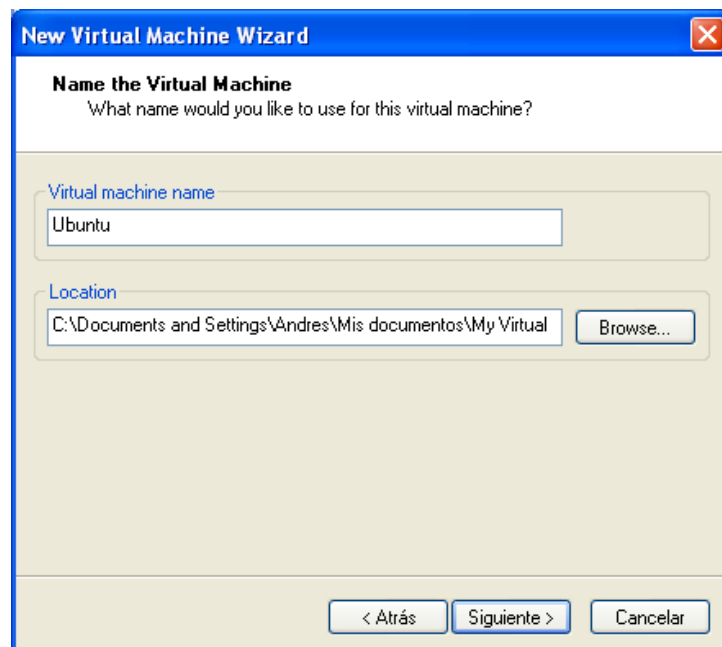 New Virtual Machine Wizard
Name the Virtual Machine
What name would you like to use for this virtual machine?
Virtual machine name
Ubuntu
Location
C:\Documents and Settings\Andres\Mis documentos\My Virtual
Browse...
< Atrás
Siguiente >
Cancelar